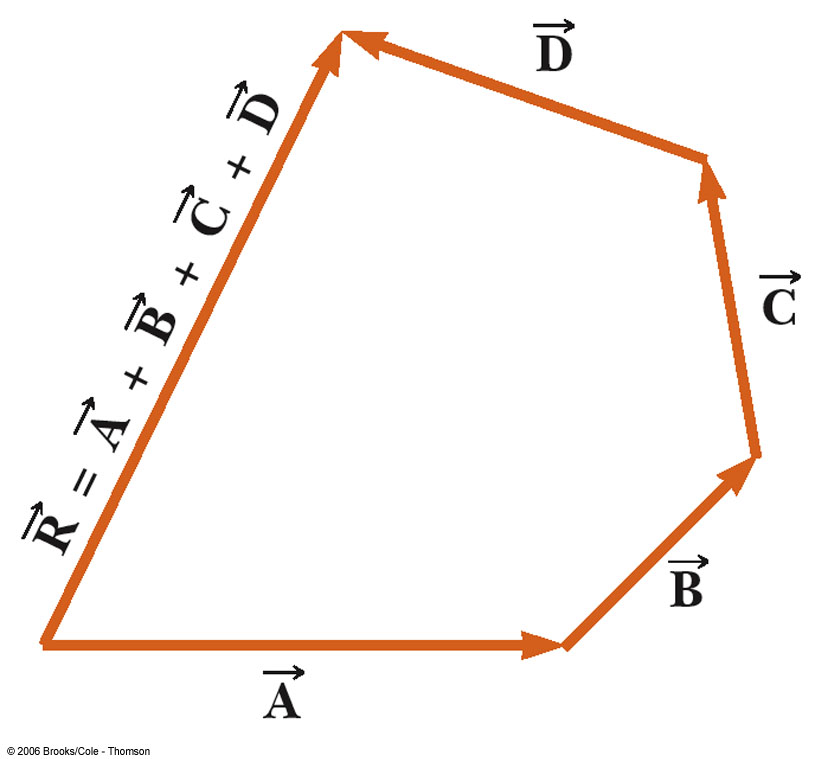 D
R = A + B + C + D
C
B
A
© 2006 Brooks/Cole - Thomson